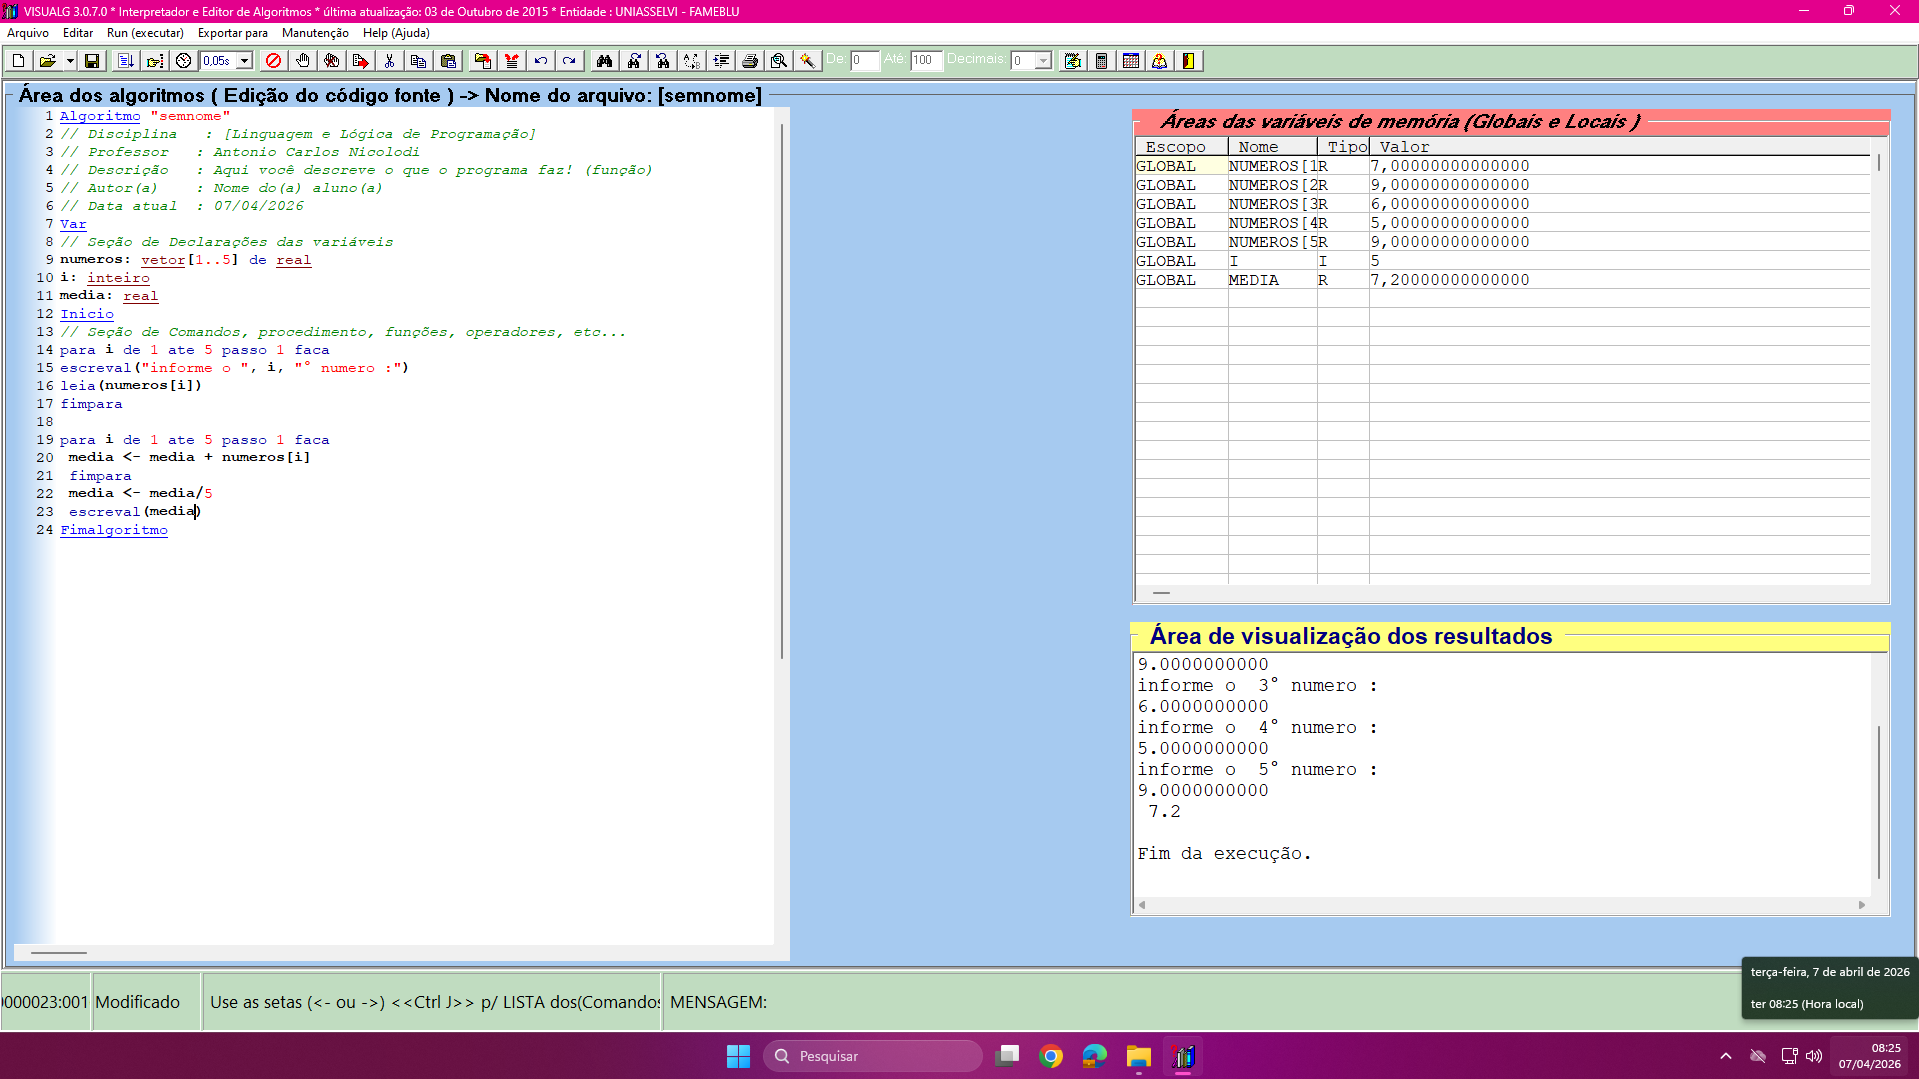 VISUALG 3.0.7.0 * Interpretador e Editor de Algoritmos * última atualização: 03 de Outubro de 2015 * Entidade : UNIASSELVI - FAMEBLU
Arquivo Editar Run (executar) Exportar para Manutenção Help (Ajuda)
0,05s De: 0 Até: 100 Decimais: 0
Área dos algoritmos ( Edição do código fonte ) -> Nome do arquivo: [semnome]
1 Algoritmo "semnome"
2 // Disciplina : [Linguagem e Lógica de Programação]
3 // Professor : Antonio Carlos Nicolodi
4 // Descrição : Aqui você descreve o que o programa faz! (função)
5 // Autor(a) : Nome do(a) aluno(a)
6 // Data atual : 07/04/2026
7 Var
8 // Seção de Declarações das variáveis
9 numeros: vetor[1..5] de real
10 i: inteiro
11 media: real
12 Inicio
13 // Seção de Comandos, procedimento, funções, operadores, etc...
14 para i de 1 ate 5 passo 1 faca
15 escreval("informe o ", i, "° numero :")
16 leia(numeros[i])
17 fimpara
18
19 para i de 1 ate 5 passo 1 faca
20 media <- media + numeros[i]
21 fimpara
22 media <- media/5
23 escreval(media)
24 Fimalgoritmo
Áreas das variáveis de memória (Globais e Locais )
Escopo Nome Tipo Valor
GLOBAL NUMEROS[1 R 7,00000000000000
GLOBAL NUMEROS[2 R 9,00000000000000
GLOBAL NUMEROS[3 R 6,00000000000000
GLOBAL NUMEROS[4 R 5,00000000000000
GLOBAL NUMEROS[5 R 9,00000000000000
GLOBAL I I 5
GLOBAL MEDIA R 7,20000000000000
Área de visualização dos resultados
9.0000000000
informe o 3° numero :
6.0000000000
informe o 4° numero :
5.0000000000
informe o 5° numero :
9.0000000000
7.2
Fim da execução.
000023:001 Modificado Use as setas (<- ou ->) <<Ctrl J>> p/ LISTA dos(Comandos MENSAGEM:
terça-feira, 7 de abril de 2026
ter 08:25 (Hora local)
Pesquisar
08:25
07/04/2026